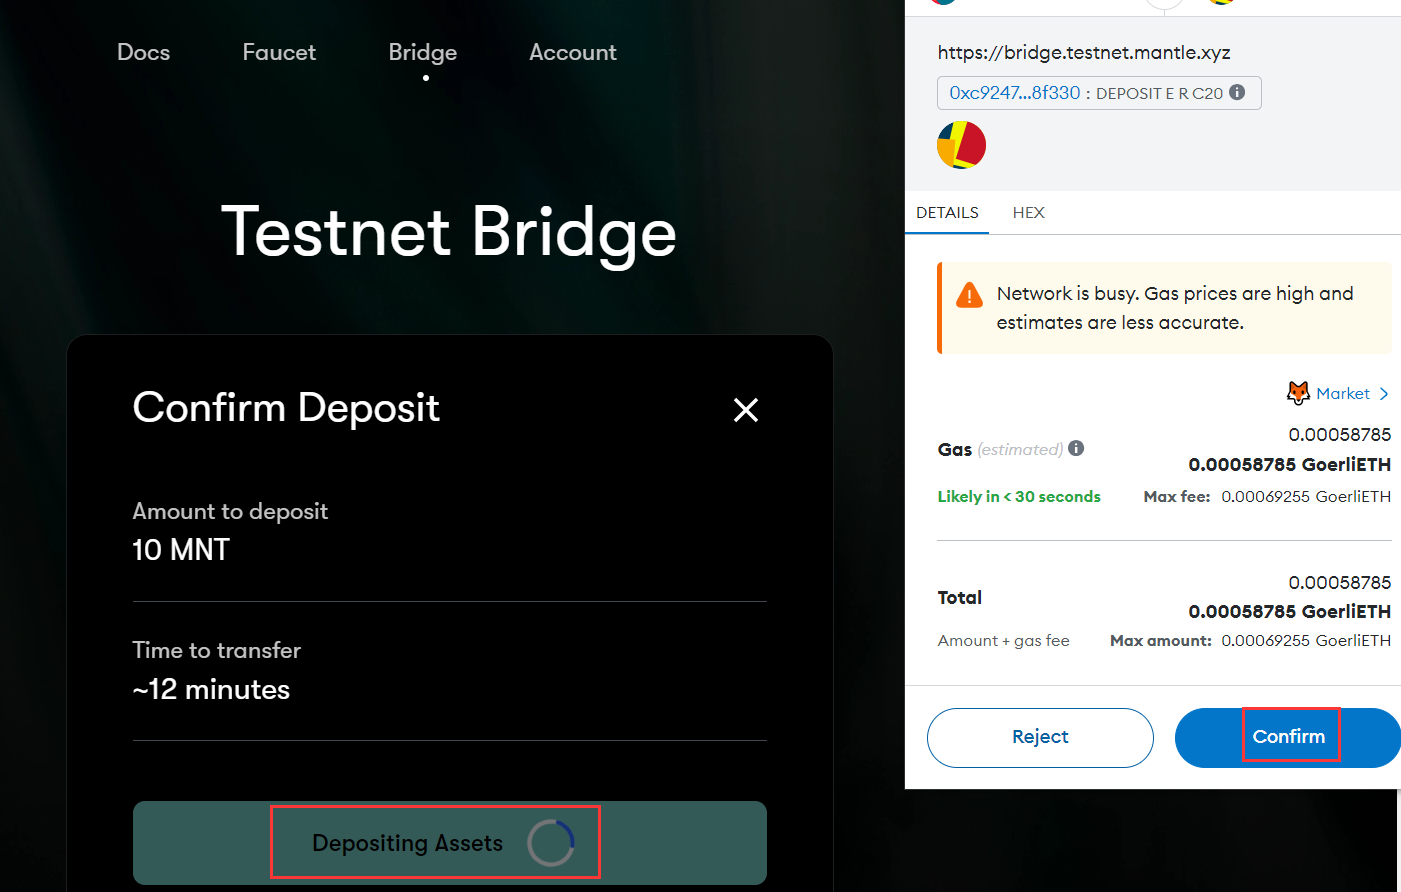 Docs Faucet Bridge Account
Testnet Bridge
Confirm Deposit
Amount to deposit
10 MNT
Time to transfer
~12 minutes
Depositing Assets
https://bridge.testnet.mantle.xyz
0xc9247...8f330 : DEPOSIT E R C20
DETAILS HEX
Network is busy. Gas prices are high and
estimates are less accurate.
Market
0.00058785
Gas (estimated)
0.00058785 GoerliETH
Likely in < 30 seconds Max fee: 0.00069255 GoerliETH
0.00058785
Total
0.00058785 GoerliETH
Amount + gas fee Max amount: 0.00069255 GoerliETH
Reject Confirm